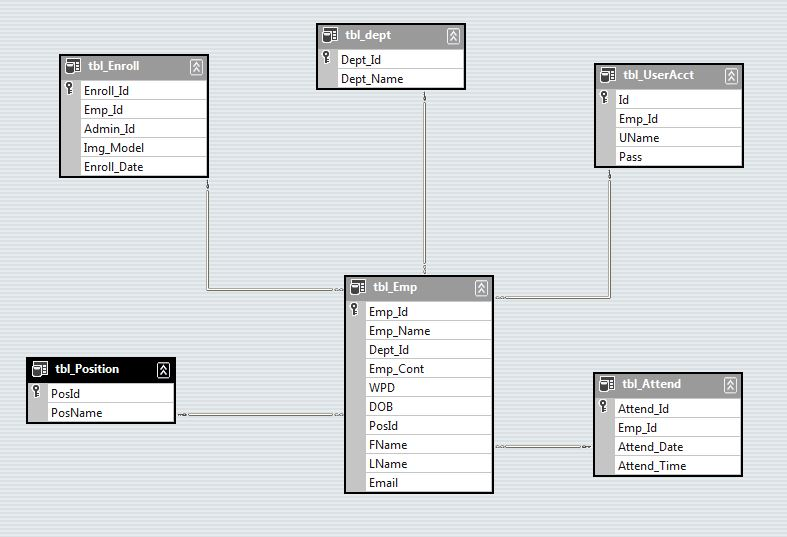 tbl_dept
Dept_Id
Dept_Name
tbl_Enroll
Enroll_Id
Emp_Id
Admin_Id
Img_Model
Enroll_Date
tbl_UserAcct
Id
Emp_Id
UName
Pass
tbl_Emp
Emp_Id
Emp_Name
Dept_Id
Emp_Cont
WPD
DOB
PosId
FName
LName
Email
tbl_Position
PosId
PosName
tbl_Attend
Attend_Id
Emp_Id
Attend_Date
Attend_Time